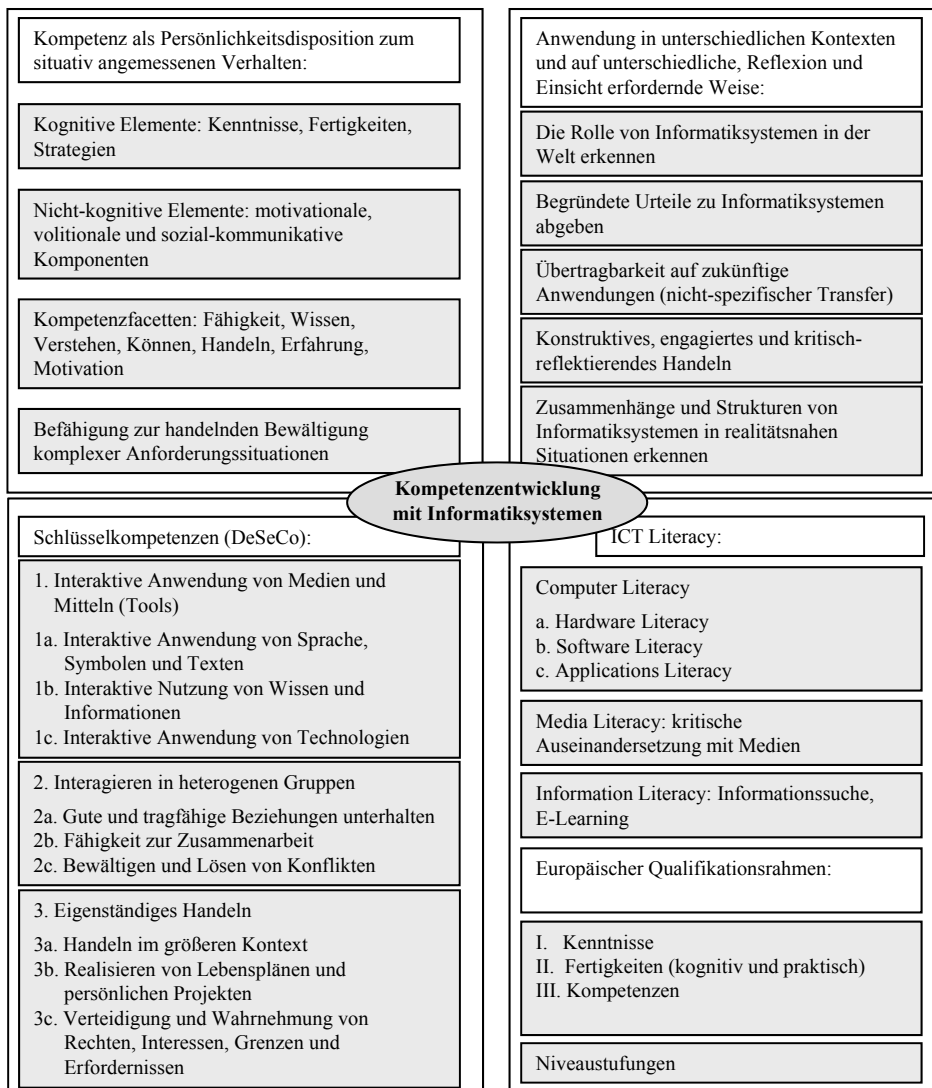 Kompetenz als Persönlichkeitsdisposition zum
situativ angemessenen Verhalten:
Kognitive Elemente: Kenntnisse, Fertigkeiten,
Strategien
Nicht-kognitive Elemente: motivationale,
volitionale und sozial-kommunikative
Komponenten
Kompetenzfacetten: Fähigkeit, Wissen,
Verstehen, Können, Handeln, Erfahrung,
Motivation
Befähigung zur handelnden Bewältigung
komplexer Anforderungssituationen
Anwendung in unterschiedlichen Kontexten
und auf unterschiedliche, Reflexion und
Einsicht erfordernde Weise:
Die Rolle von Informatiksystemen in der
Welt erkennen
Begründete Urteile zu Informatiksystemen
abgeben
Übertragbarkeit auf zukünftige
Anwendungen (nicht-spezifischer Transfer)
Konstruktives, engagiertes und kritisch-
reflektierendes Handeln
Zusammenhänge und Strukturen von
Informatiksystemen in realitätsnahen
Situationen erkennen
Kompetenzentwicklung
mit Informatiksystemen
Schlüsselkompetenzen (DeSeCo):
1. Interaktive Anwendung von Medien und
Mitteln (Tools)
1a. Interaktive Anwendung von Sprache,
Symbolen und Texten
1b. Interaktive Nutzung von Wissen und
Informationen
1c. Interaktive Anwendung von Technologien
2. Interagieren in heterogenen Gruppen
2a. Gute und tragfähige Beziehungen unterhalten
2b. Fähigkeit zur Zusammenarbeit
2c. Bewältigen und Lösen von Konflikten
3. Eigenständiges Handeln
3a. Handeln im größeren Kontext
3b. Realisieren von Lebensplänen und
persönlichen Projekten
3c. Verteidigung und Wahrnehmung von
Rechten, Interessen, Grenzen und
Erfordernissen
ICT Literacy:
Computer Literacy
a. Hardware Literacy
b. Software Literacy
c. Applications Literacy
Media Literacy: kritische
Auseinandersetzung mit Medien
Information Literacy: Informationssuche,
E-Learning
Europäischer Qualifikationsrahmen:
I. Kenntnisse
II. Fertigkeiten (kognitiv und praktisch)
III. Kompetenzen
Niveaustufungen